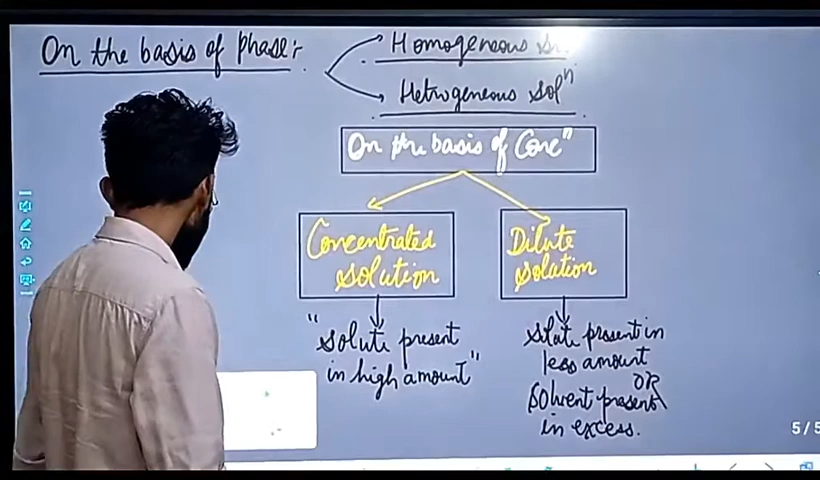 On the basis of phase:-
Homogeneous
Hetrogeneous solⁿ
On the basis of Concⁿ
Concentrated
solution
Dilute
solution
"solute present
in high amount"
solute present in
less amount
OR
solvent present
in excess.
5/5